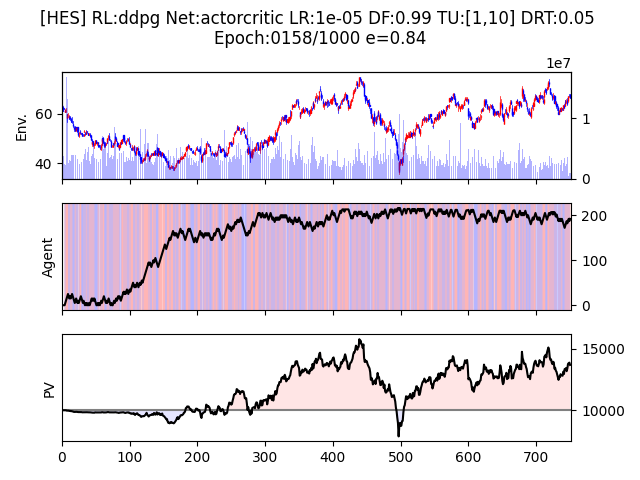 [HES] RL:ddpg Net:actorcritic LR:1e-05 DF:0.99 TU:[1,10] DRT:0.05
Epoch:0158/1000 e=0.84
1e7
Env.
60
40
1
0
Agent
200
100
0
PV
15000
10000
0 100 200 300 400 500 600 700